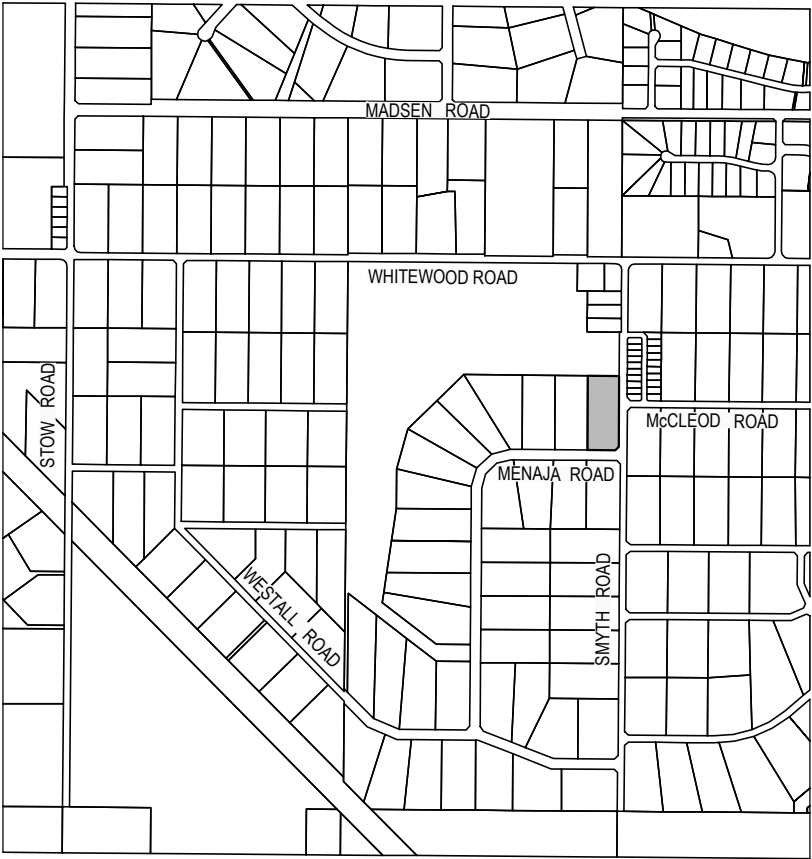 MADSEN ROAD
WHITEWOOD ROAD
STOW ROAD
McCLEOD ROAD
MENAJA ROAD
SMYTH ROAD
WESTALL ROAD